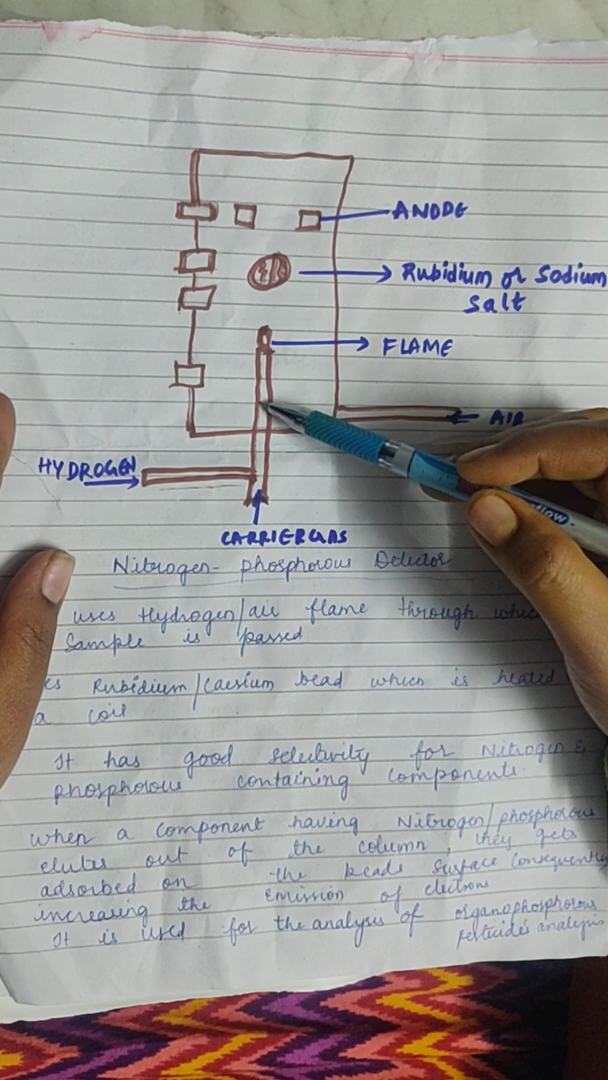 ANODE
Rubidium or Sodium
Salt
FLAME
AIR
HYDROGEN
CARRIER GAS
Nitrogen - phosphorous Detector
uses Hydrogen/air flame through
Sample is passed
Rubidium/Caesium bead which is heated
a coil
It has good selectivity for Nitrogen &
phosphorous containing components.
when a component having Nitrogen/phosphorous
elutes out of the column, they gets
adsorbed on the beads surface Consequently
increasing the emission of electrons
It is used for the analyses of organophosphorous
pesticides analysis
flow